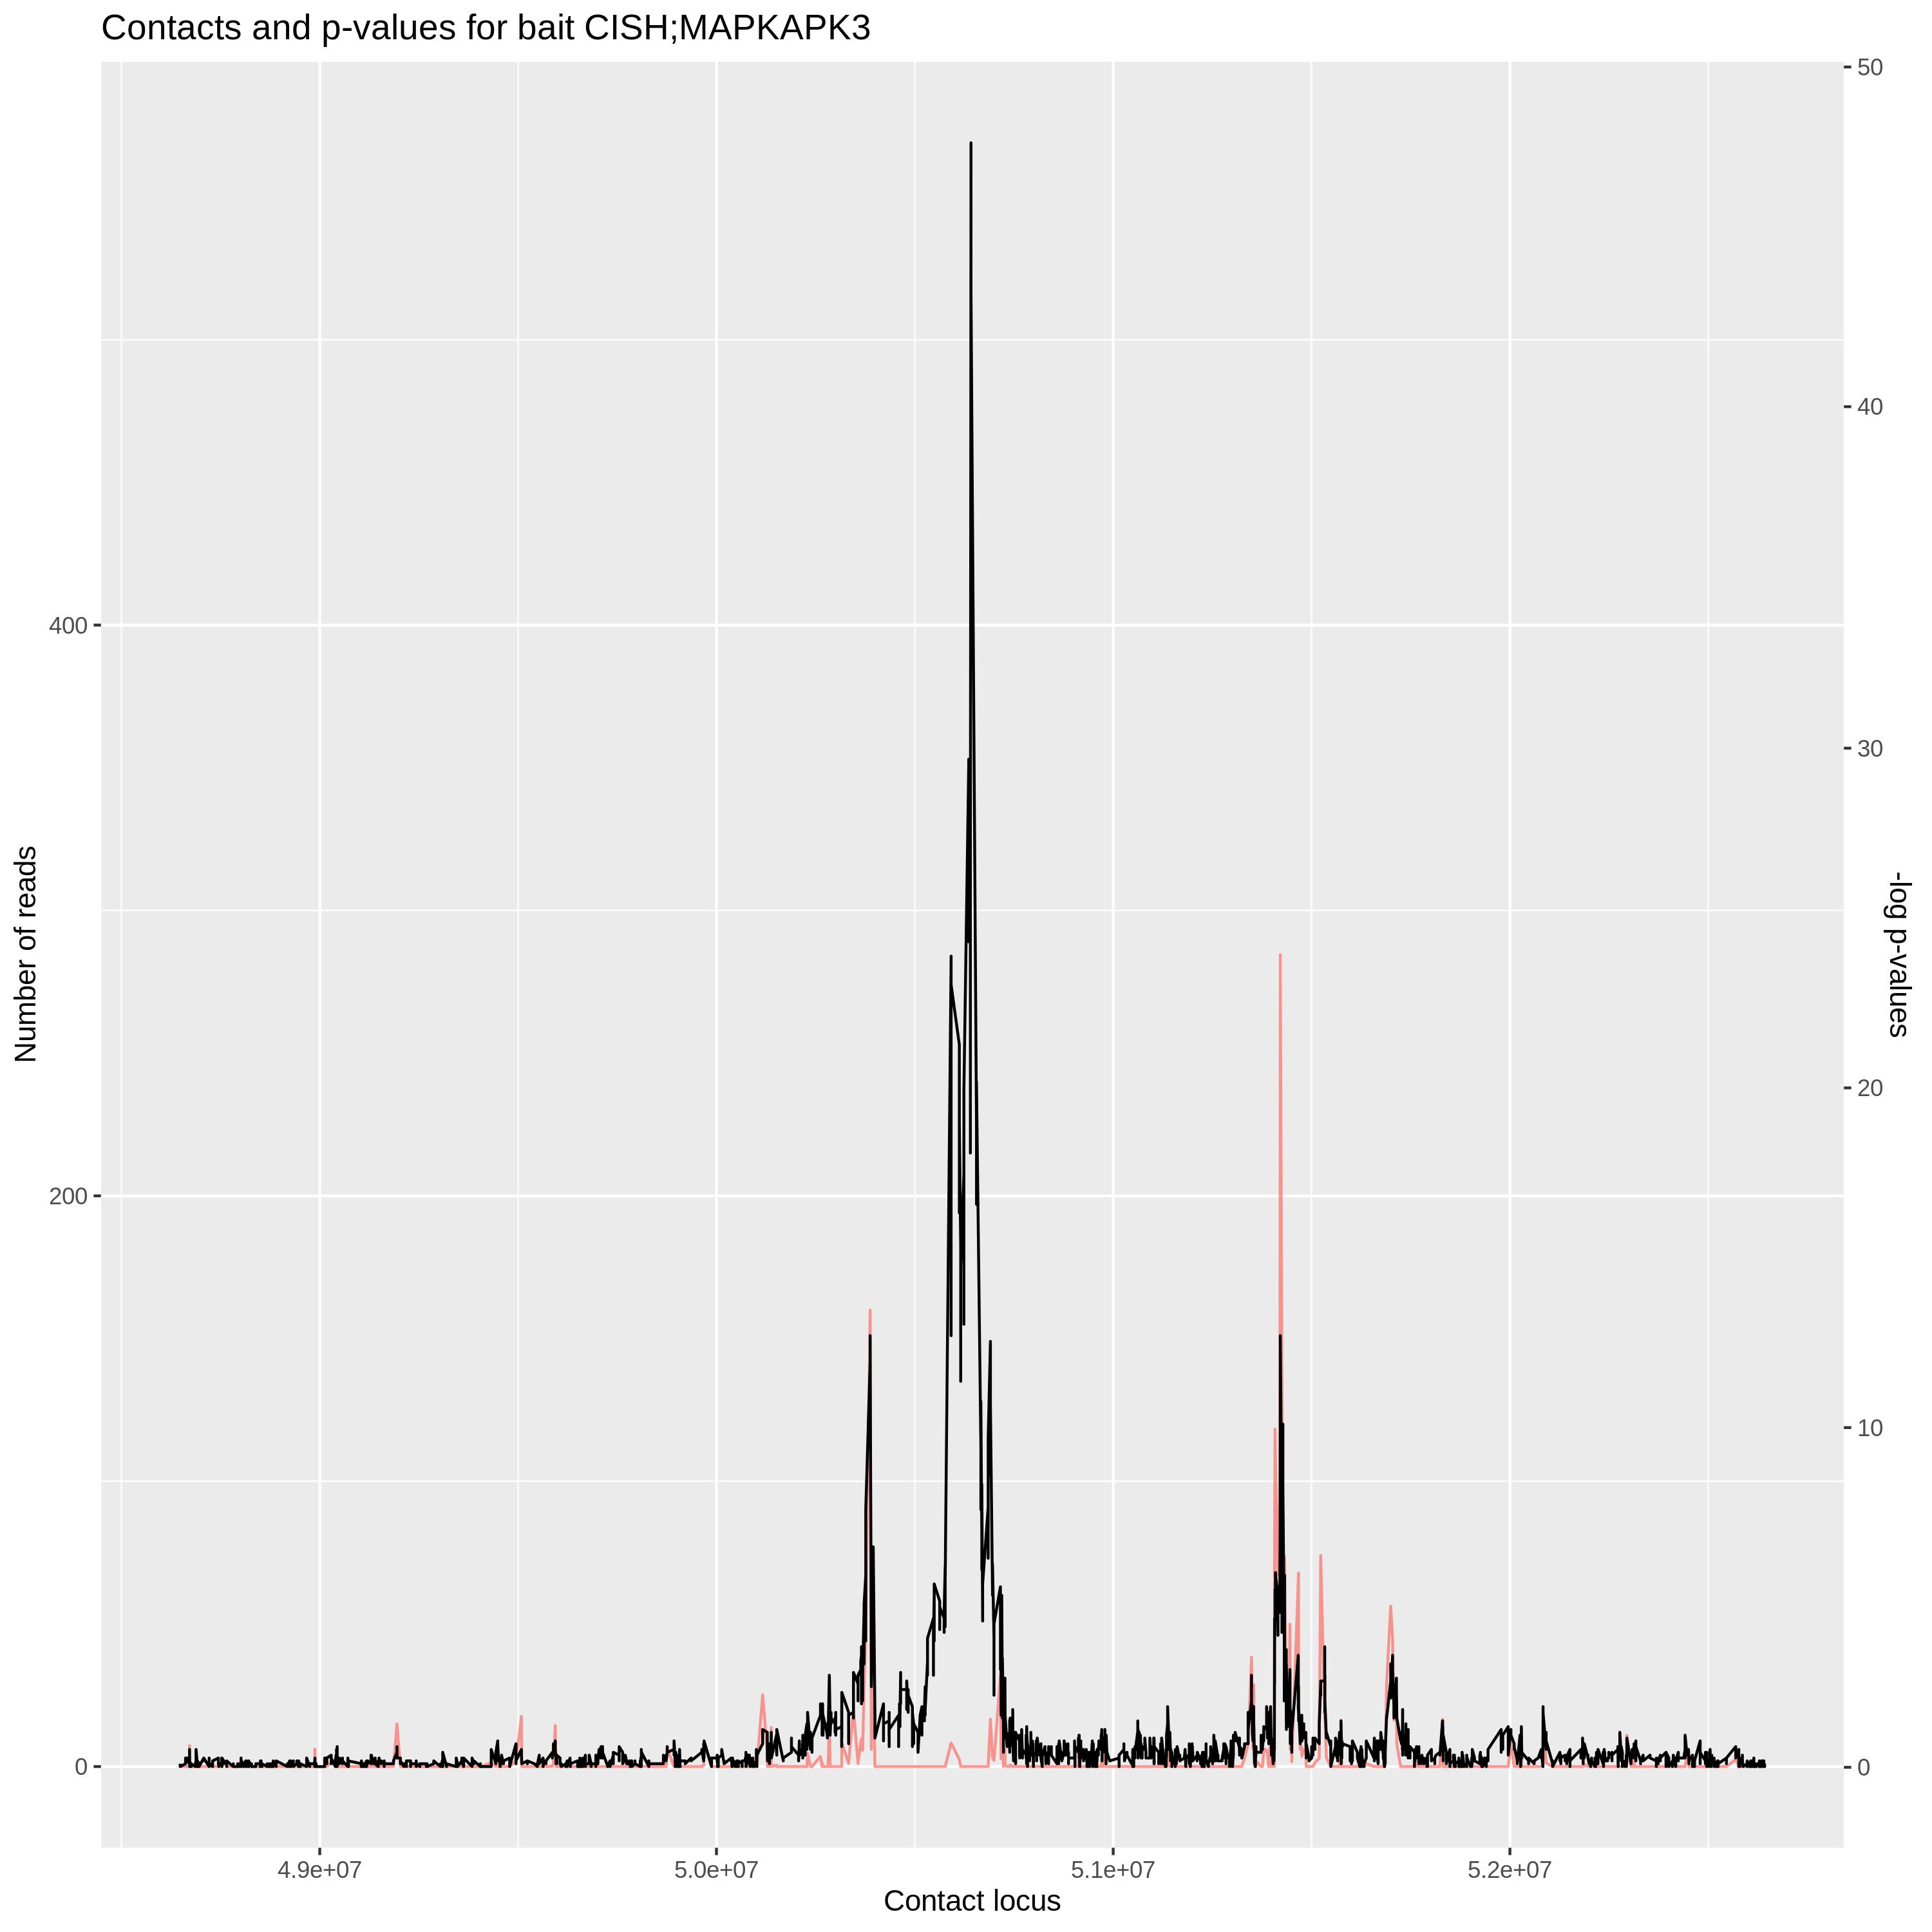 Contacts and p-values for bait CISH;MAPKAPK3
Number of reads
400
200
0
50
40
30
20
10
0
-log p-values
4.9e+07 5.0e+07 5.1e+07 5.2e+07
Contact locus